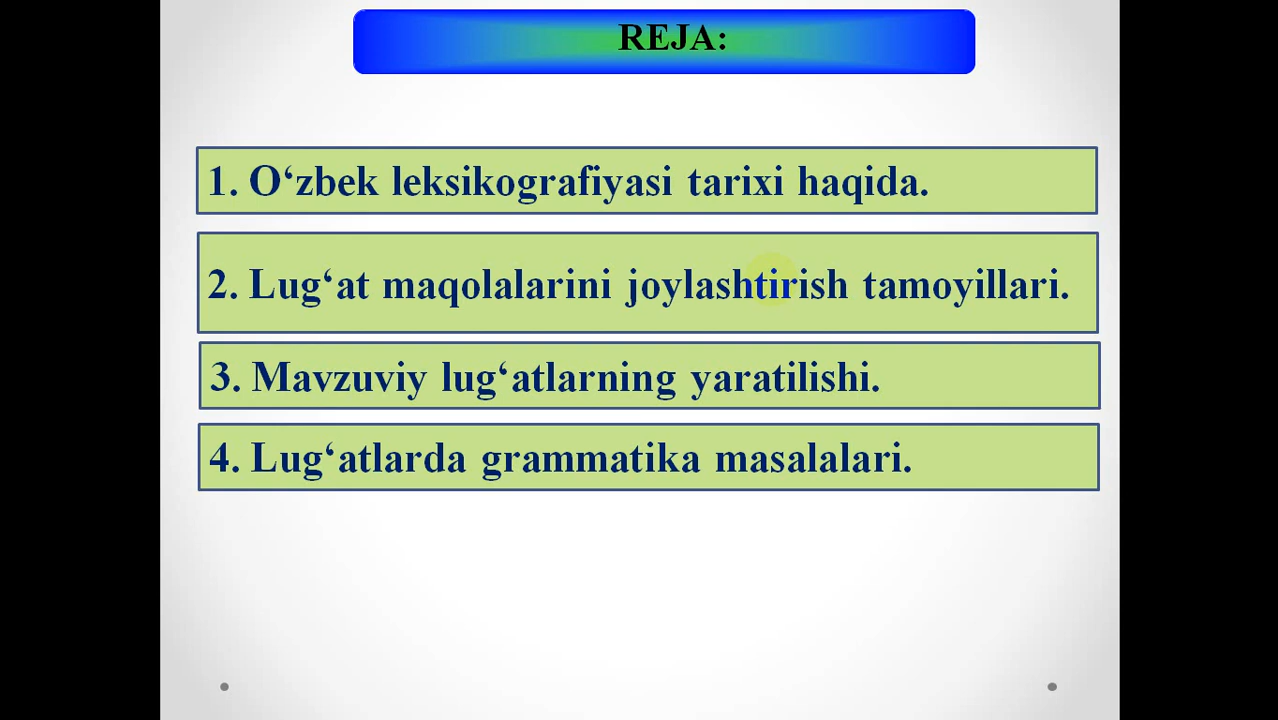 REJA:
1. O‘zbek leksikografiyasi tarixi haqida.
2. Lug‘at maqolalarini joylashtirish tamoyillari.
3. Mavzuviy lug‘atlarning yaratilishi.
4. Lug‘atlarda grammatika masalalari.